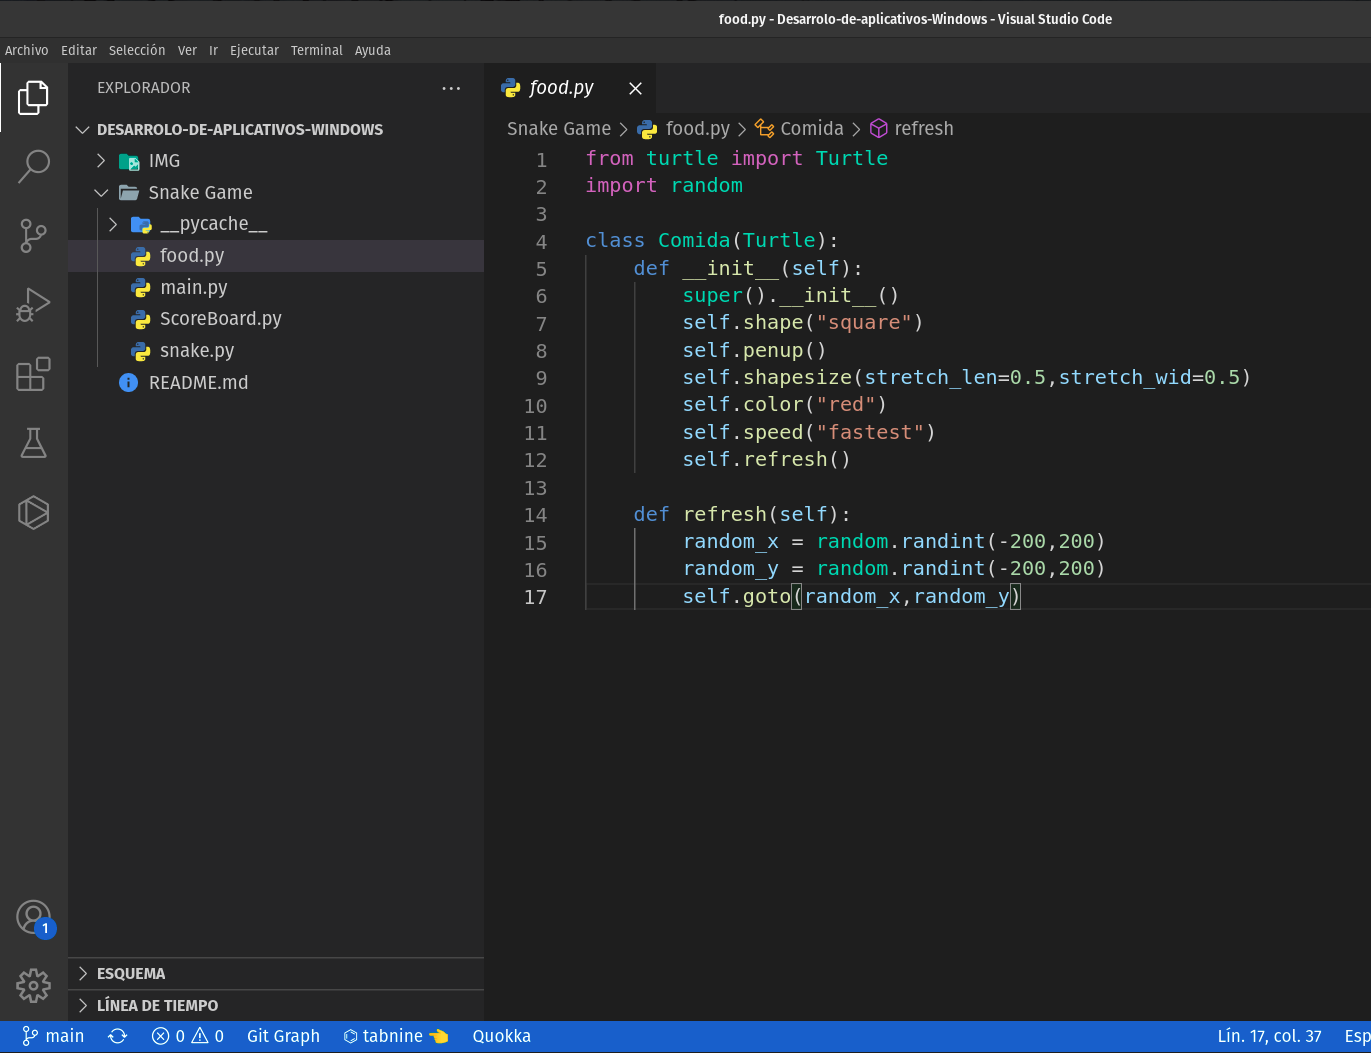 food.py - Desarrolo-de-aplicativos-Windows - Visual Studio Code
Archivo Editar Selección Ver Ir Ejecutar Terminal Ayuda
EXPLORADOR
DESARROLO-DE-APLICATIVOS-WINDOWS
IMG
Snake Game
__pycache__
food.py
main.py
ScoreBoard.py
snake.py
README.md
1
ESQUEMA
LÍNEA DE TIEMPO
food.py
Snake Game > food.py > Comida > refresh
1 from turtle import Turtle
2 import random
3
4 class Comida(Turtle):
5     def __init__(self):
6         super().__init__()
7         self.shape("square")
8         self.penup()
9         self.shapesize(stretch_len=0.5,stretch_wid=0.5)
10         self.color("red")
11         self.speed("fastest")
12         self.refresh()
13
14     def refresh(self):
15         random_x = random.randint(-200,200)
16         random_y = random.randint(-200,200)
17         self.goto(random_x,random_y)
main 0 0 Git Graph tabnine Quokka Lín. 17, col. 37 Esp